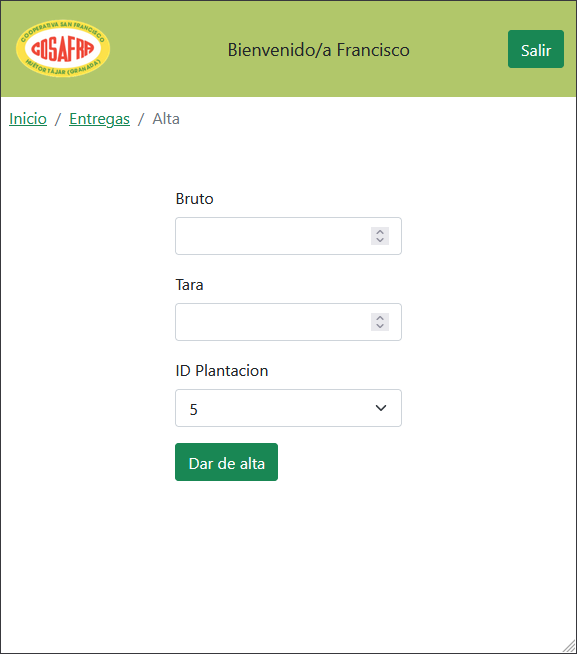 COOPERATIVA SAN FRANCISCO
COSAFRA
HUÉTOR TÁJAR (GRANADA)
Bienvenido/a Francisco
Salir
Inicio / Entregas / Alta
Bruto
Tara
ID Plantacion
5
Dar de alta